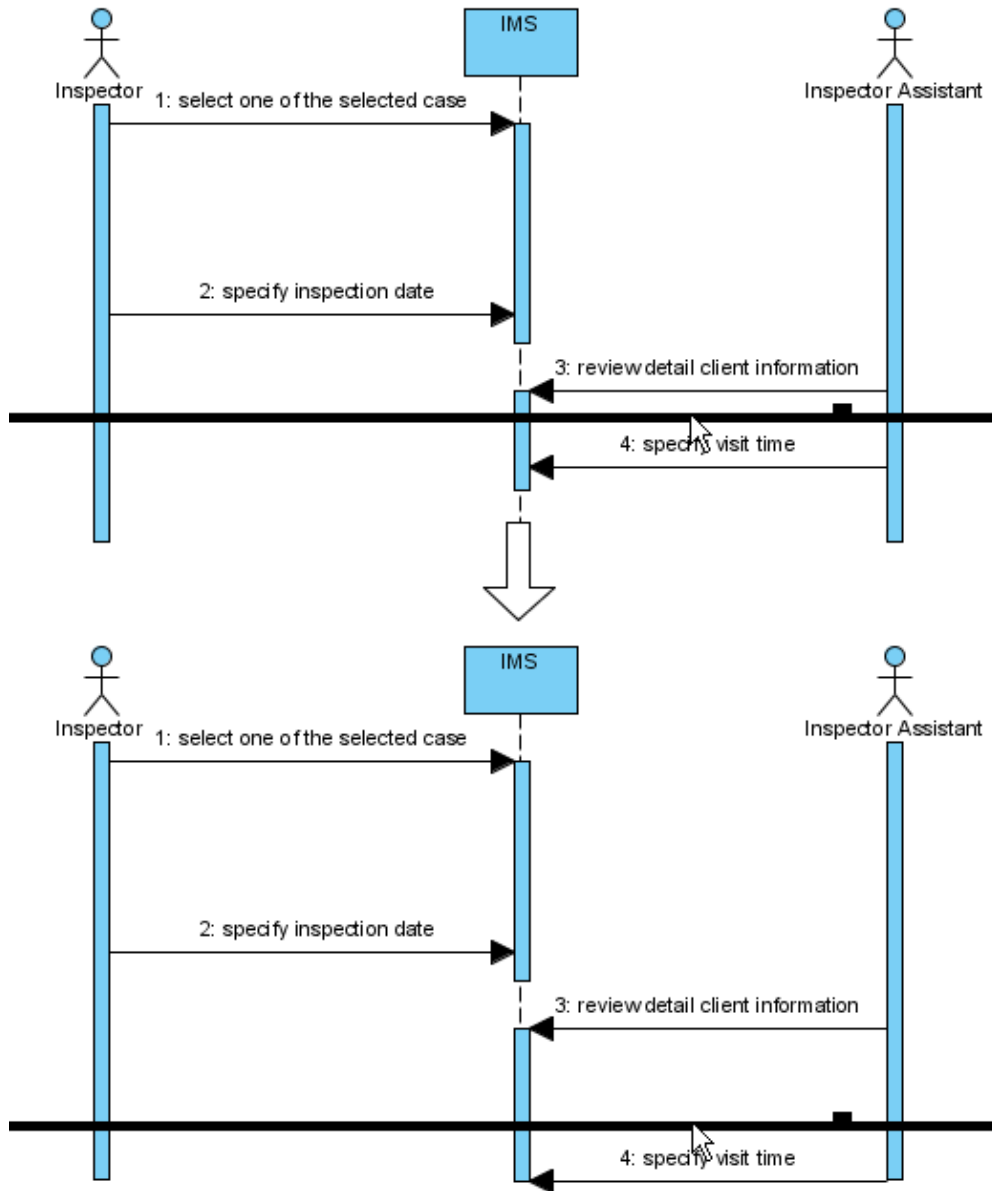 IMS
Inspector
Inspector Assistant
1: select one of the selected case
2: specify inspection date
3: review detail client information
4: specify visit time
IMS
Inspector
Inspector Assistant
1: select one of the selected case
2: specify inspection date
3: review detail client information
4: specify visit time